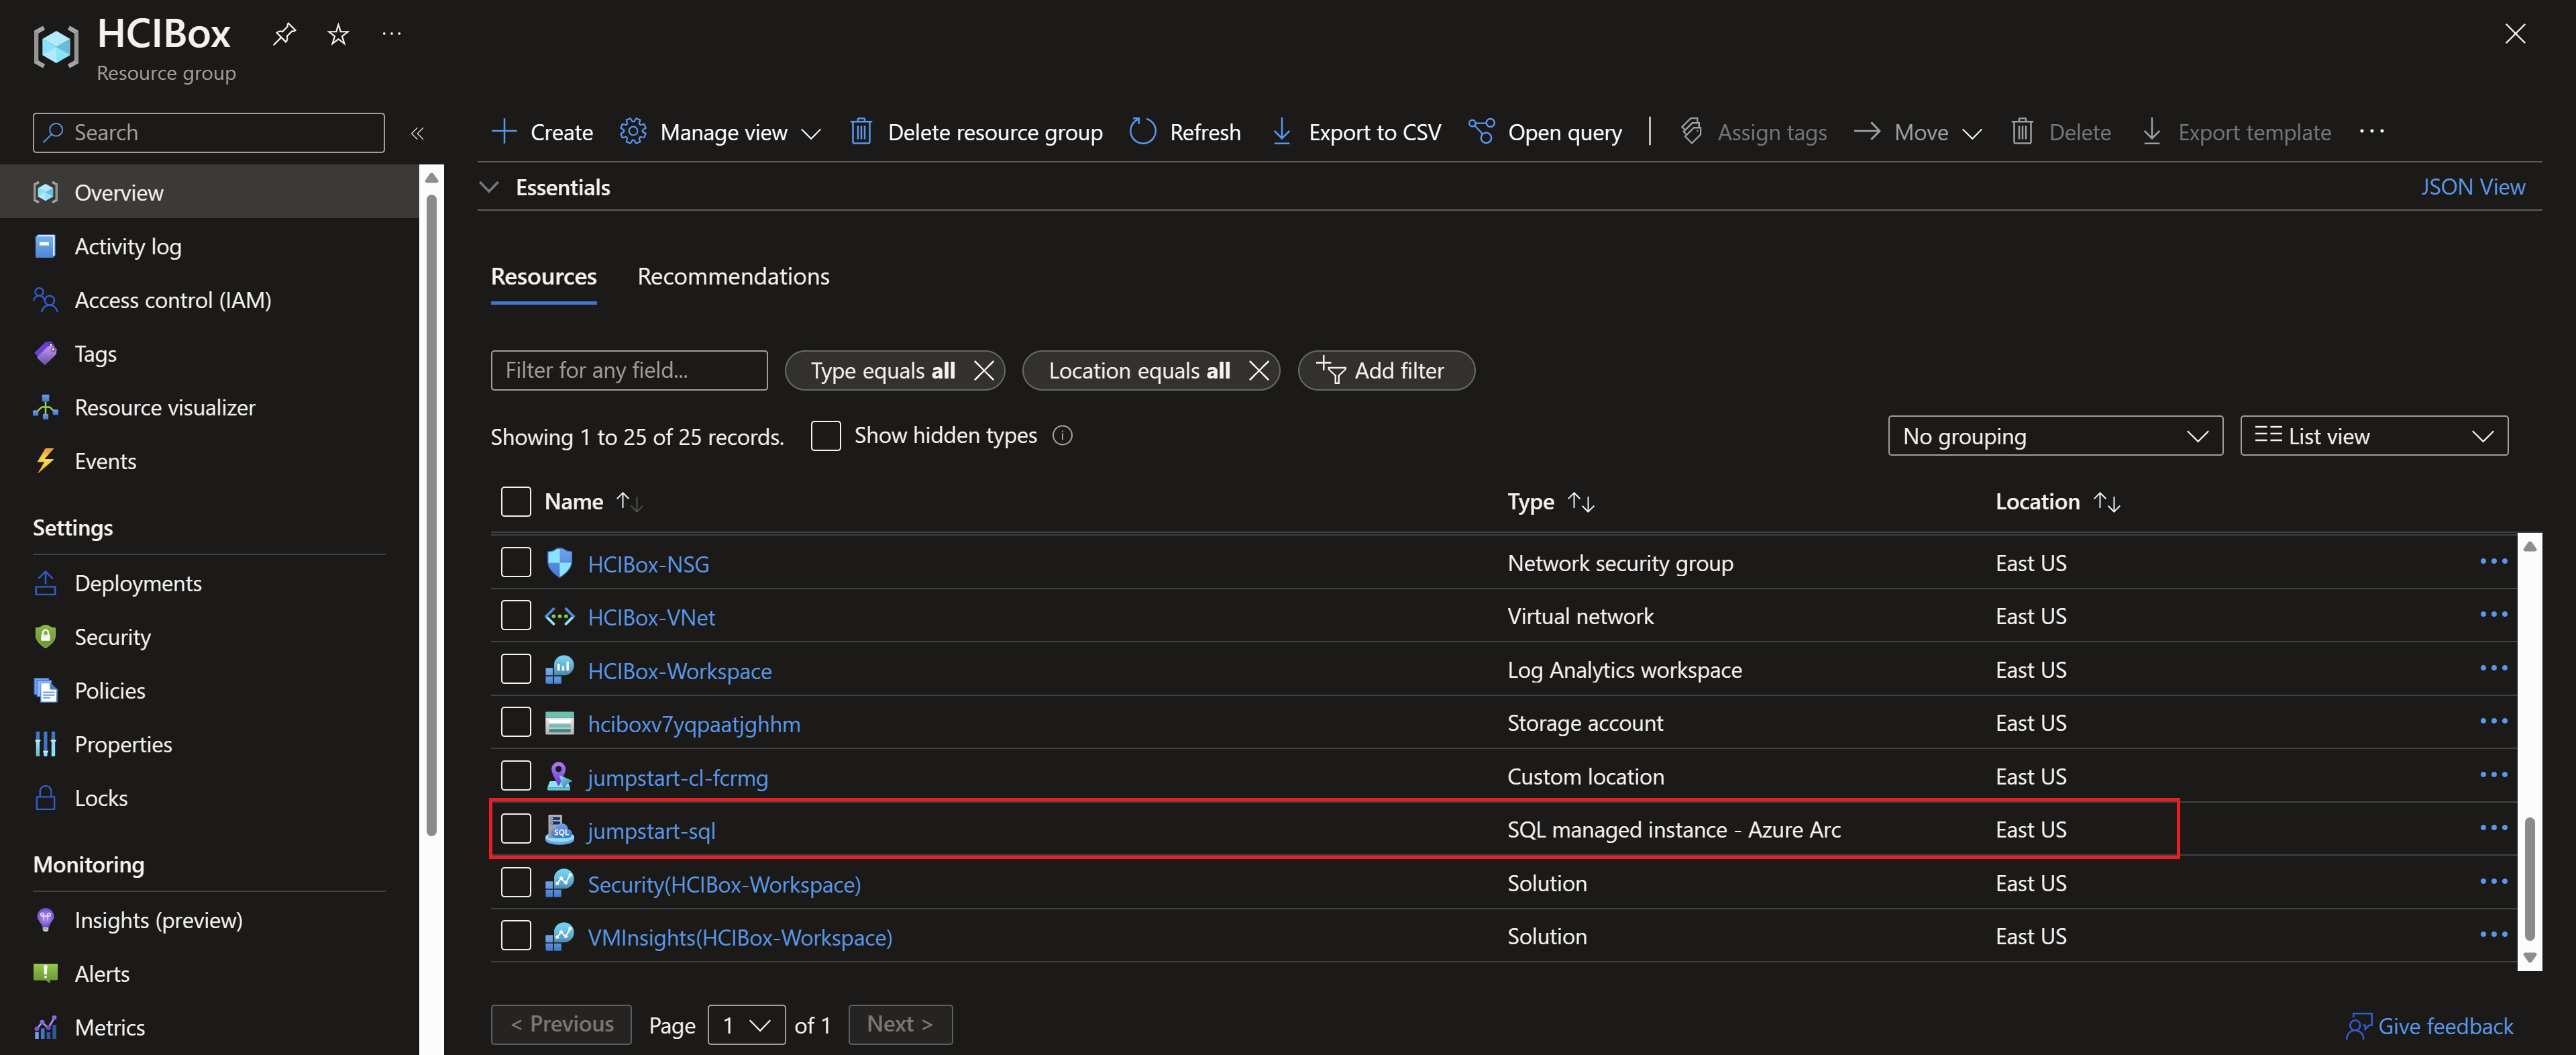 HCIBox
Resource group
Search
Overview
Activity log
Access control (IAM)
Tags
Resource visualizer
Events
Settings
Deployments
Security
Policies
Properties
Locks
Monitoring
Insights (preview)
Alerts
Metrics
Create Manage view Delete resource group Refresh Export to CSV Open query Assign tags Move Delete Export template
Essentials JSON View
Resources Recommendations
Filter for any field... Type equals all Location equals all Add filter
Showing 1 to 25 of 25 records. Show hidden types No grouping List view
Name Type Location
HCIBox-NSG Network security group East US
HCIBox-VNet Virtual network East US
HCIBox-Workspace Log Analytics workspace East US
hciboxv7yqpaatjghhm Storage account East US
jumpstart-cl-fcrmg Custom location East US
SQL jumpstart-sql SQL managed instance - Azure Arc East US
Security(HCIBox-Workspace) Solution East US
VMInsights(HCIBox-Workspace) Solution East US
< Previous Page 1 of 1 Next >
Give feedback